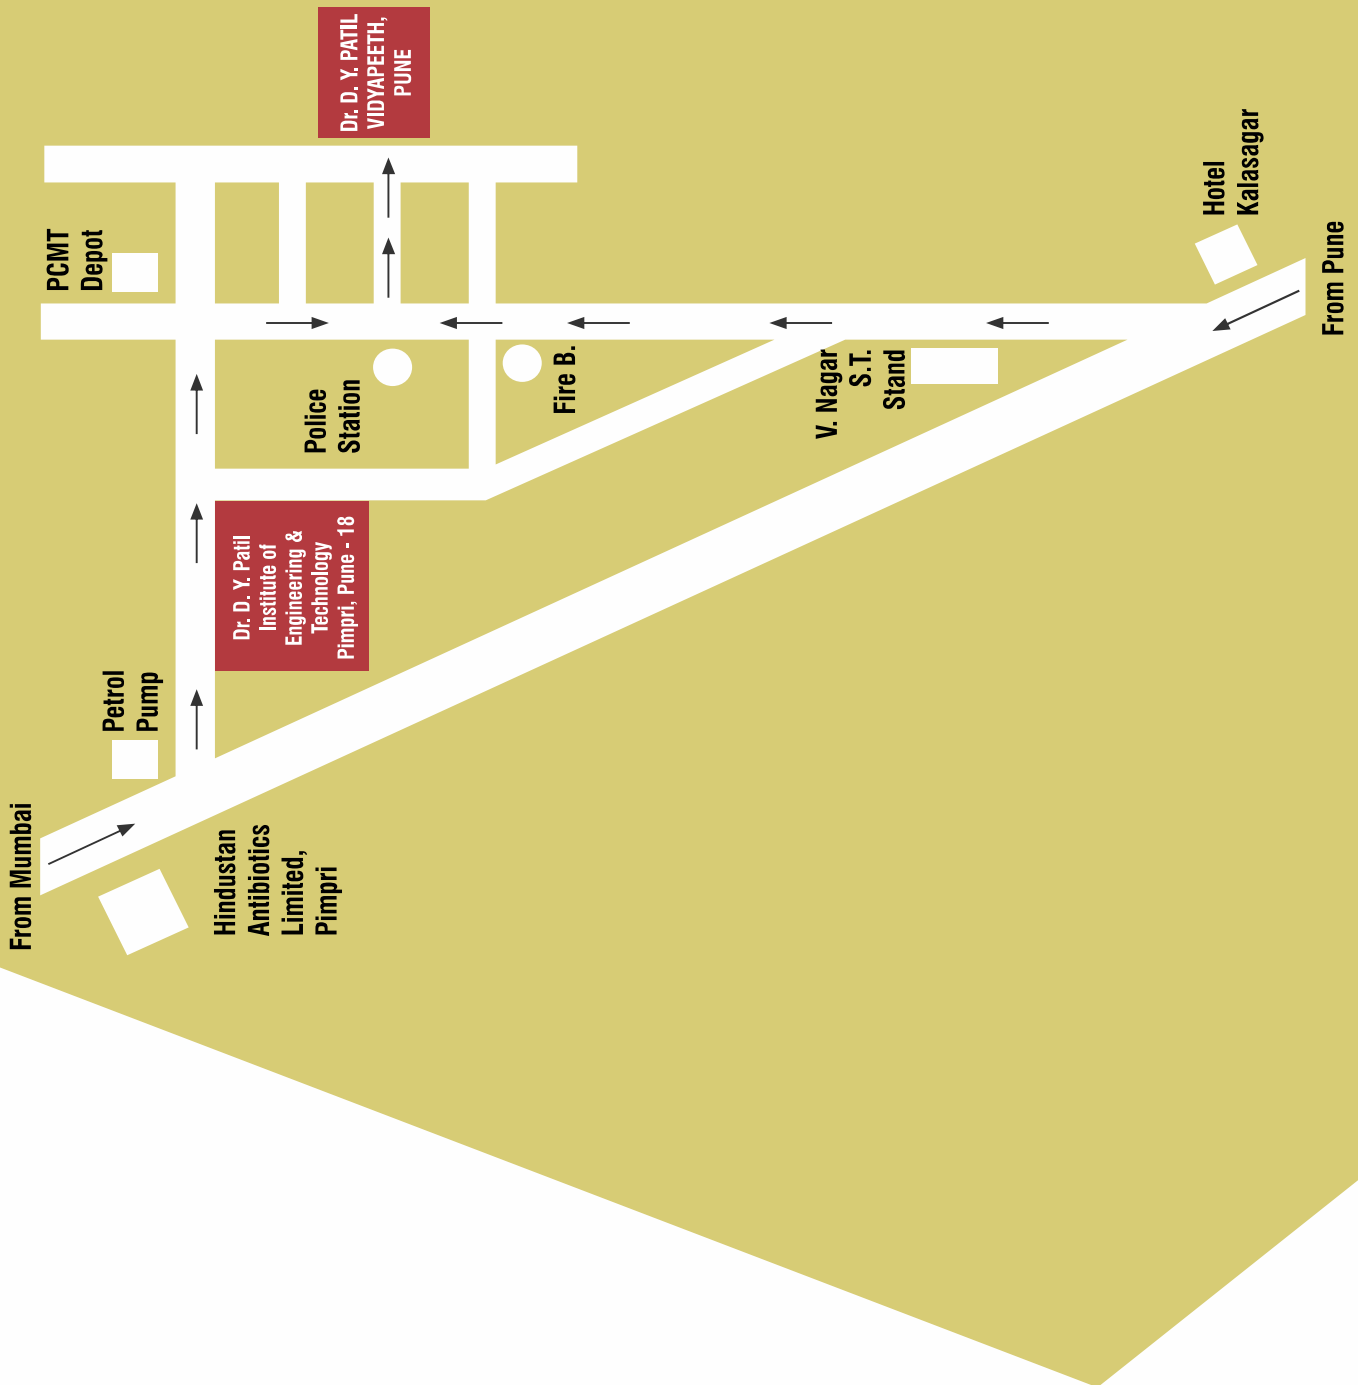 Dr. D. Y. PATIL
VIDYAPEETH,
PUNE
PCMT
Depot
Hotel
Kalasagar
From Pune
Police
Station
Fire B.
V. Nagar
S.T.
Stand
Dr. D. Y. Patil
Institute of
Engineering &
Technology
Pimpri, Pune - 18
Petrol
Pump
From Mumbai
Hindustan
Antibiotics
Limited,
Pimpri